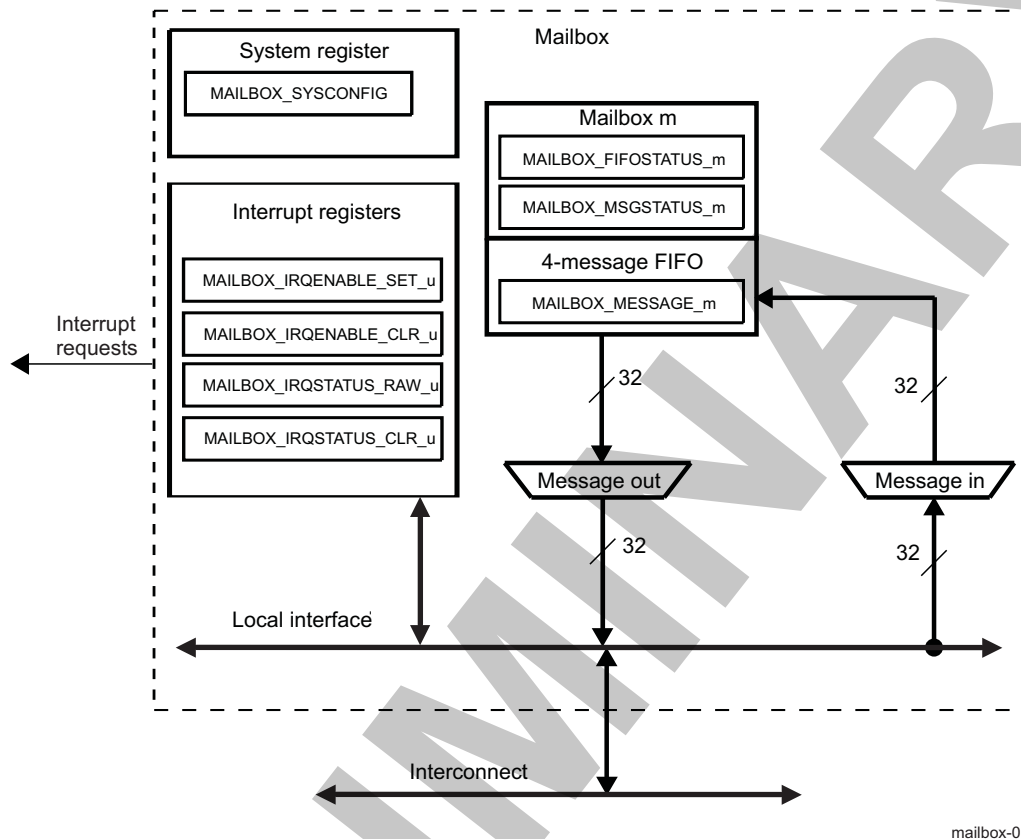 Mailbox
System register
MAILBOX_SYSCONFIG
Mailbox m
MAILBOX_FIFOSTATUS_m
MAILBOX_MSGSTATUS_m
Interrupt registers
4-message FIFO
MAILBOX_IRQENABLE_SET_u
MAILBOX_MESSAGE_m
Interrupt
requests
MAILBOX_IRQENABLE_CLR_u
MAILBOX_IRQSTATUS_RAW_u
32
32
MAILBOX_IRQSTATUS_CLR_u
Message out
Message in
32
32
Local interface
Interconnect
mailbox-0